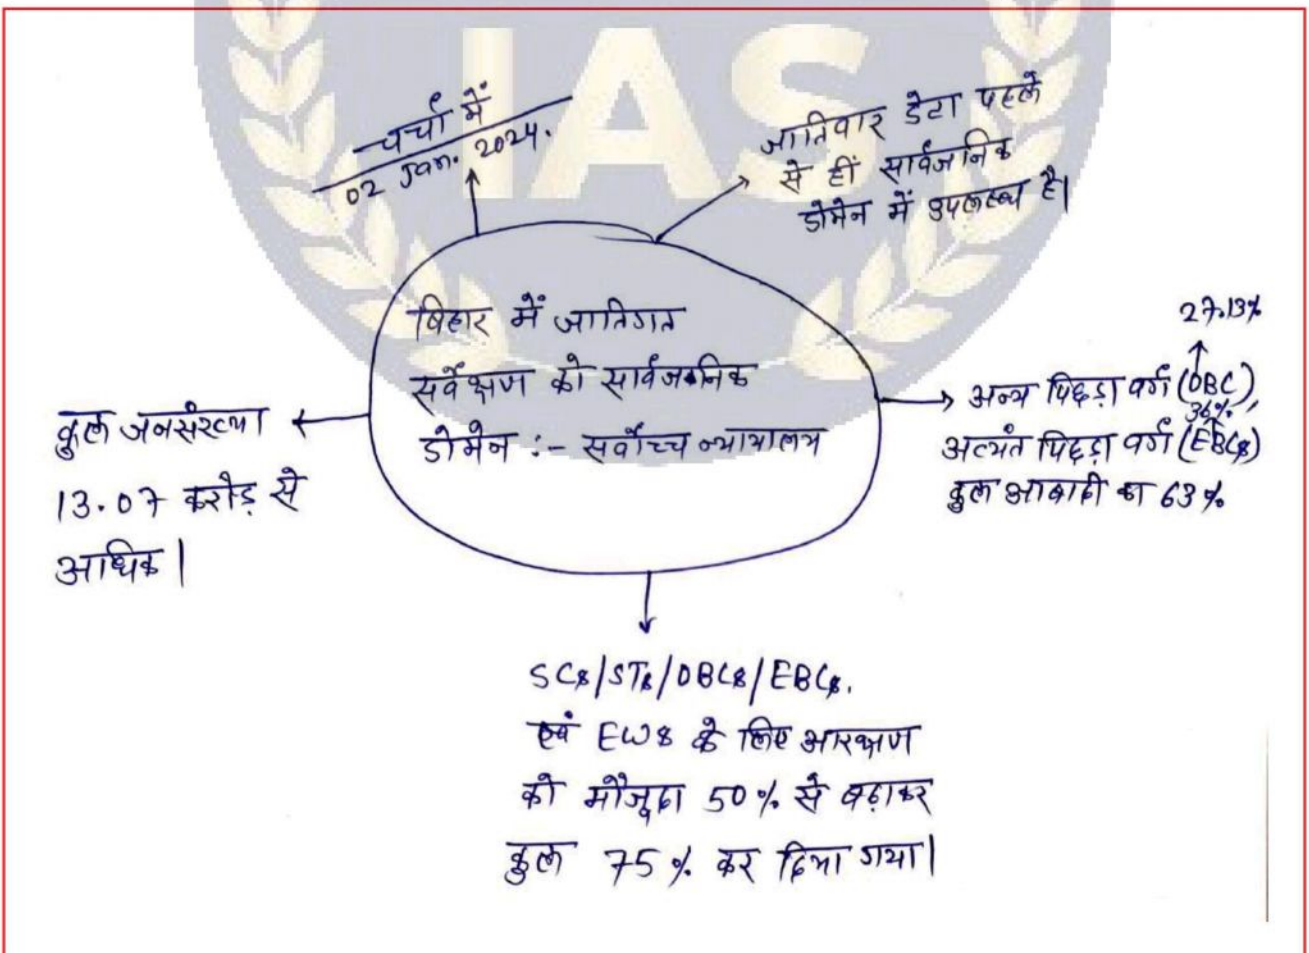 IAS
चर्चा में
02 Jan. 2024.
जातिवार डेटा पहले
से हीं सार्वजनिक
डोमेन में उपलब्ध है।
बिहार में जातिगत
सर्वेक्षण को सार्वजनिक
डोमेन :- सर्वोच्च न्यायालय
27.13%
अन्य पिछड़ा वर्ग (OBC),
36%
अत्यंत पिछड़ा वर्ग (EBCs)
कुल आबादी का 63%
कुल जनसंख्या
13.07 करोड़ से
अधिक।
SCs/STs/OBCs/EBCs.
एवं EWS के लिए आरक्षण
को मौजूदा 50% से बढ़ाकर
कुल 75% कर दिया गया।